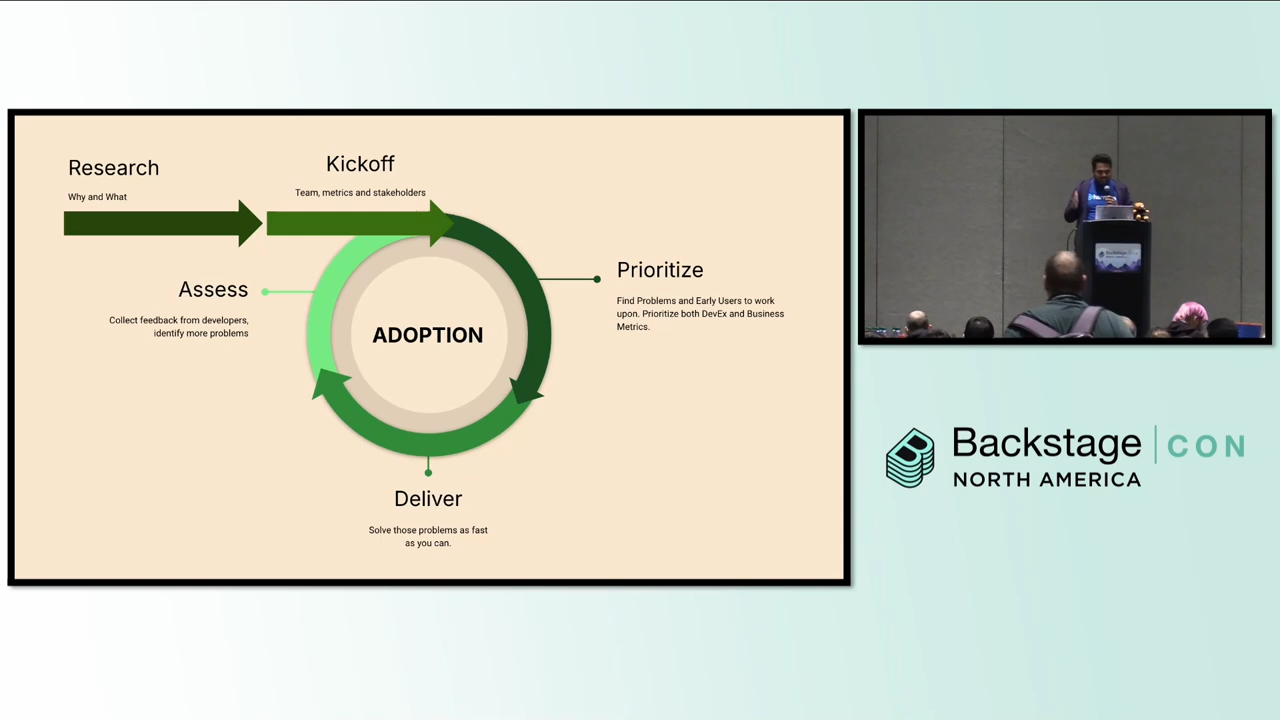 Research
Why and What
Kickoff
Team, metrics and stakeholders
Assess
Collect feedback from developers,
identify more problems
ADOPTION
Prioritize
Find Problems and Early Users to work
upon. Prioritize both DevEx and Business
Metrics.
Deliver
Solve those problems as fast
as you can.
Backstage CON
NORTH AMERICA